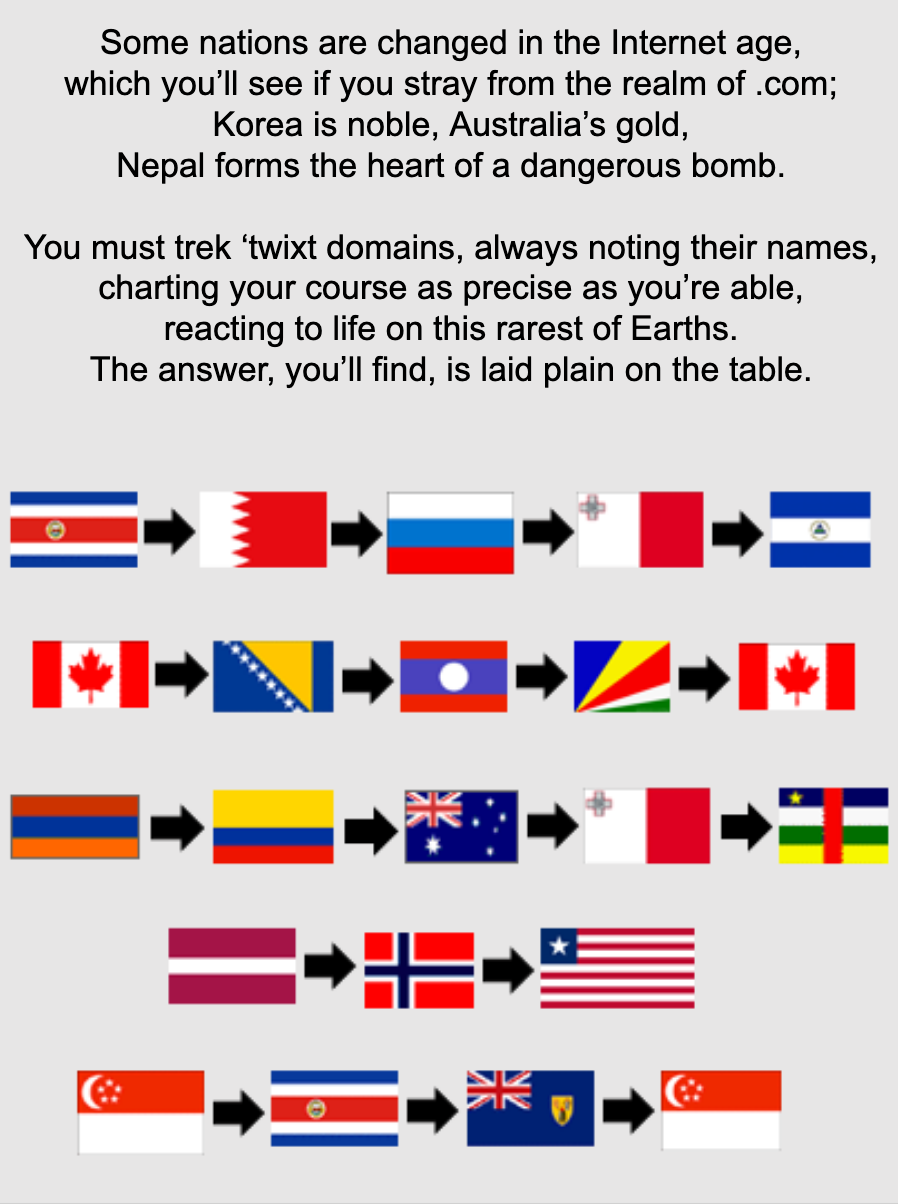 Some nations are changed in the Internet age,
which you’ll see if you stray from the realm of .com;
Korea is noble, Australia’s gold,
Nepal forms the heart of a dangerous bomb.
You must trek ‘twixt domains, always noting their names,
charting your course as precise as you’re able,
reacting to life on this rarest of Earths.
The answer, you’ll find, is laid plain on the table.